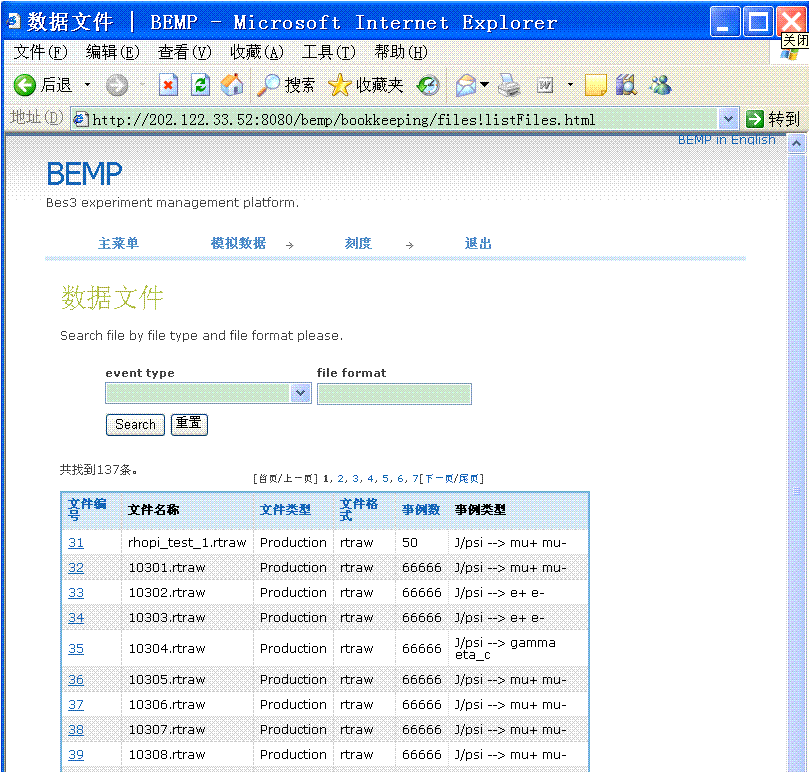 数据文件 | BEMP - Microsoft Internet Explorer
关闭
文件(F) 编辑(E) 查看(V) 收藏(A) 工具(T) 帮助(H)
后退 搜索 收藏夹
地址(D) http://202.122.33.52:8080/bemp/bookkeeping/files!listFiles.html 转到
BEMP in English
BEMP
Bes3 experiment management platform.
主菜单 模拟数据 → 刻度 → 退出
数据文件
Search file by file type and file format please.
event type file format
Search 重置
共找到137条。
[首页/上一页] 1, 2, 3, 4, 5, 6, 7[下一页/尾页]
文件编号 文件名称 文件类型 文件格式 事例数 事例类型
31 rhopi_test_1.rtraw Production rtraw 50 J/psi --> mu+ mu-
32 10301.rtraw Production rtraw 66666 J/psi --> mu+ mu-
33 10302.rtraw Production rtraw 66666 J/psi --> e+ e-
34 10303.rtraw Production rtraw 66666 J/psi --> e+ e-
35 10304.rtraw Production rtraw 66666 J/psi --> gamma eta_c
36 10305.rtraw Production rtraw 66666 J/psi --> mu+ mu-
37 10306.rtraw Production rtraw 66666 J/psi --> mu+ mu-
38 10307.rtraw Production rtraw 66666 J/psi --> mu+ mu-
39 10308.rtraw Production rtraw 66666 J/psi --> mu+ mu-